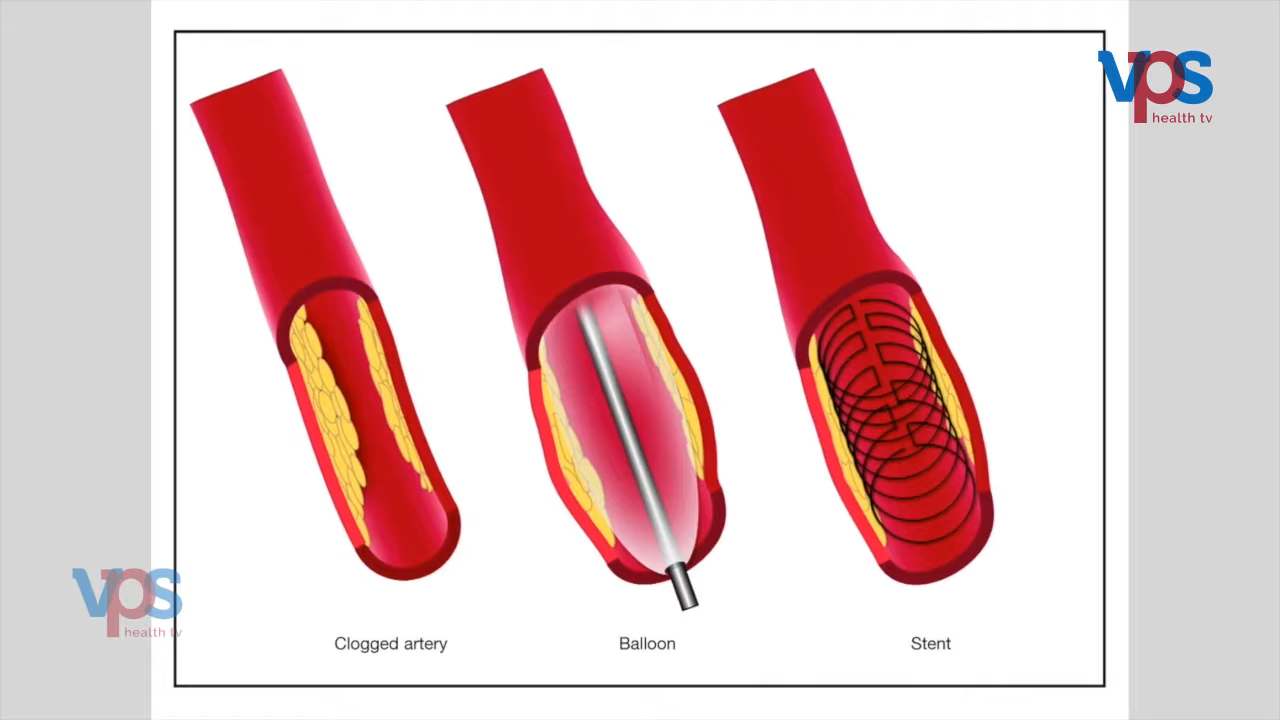 vps
health tv
vps
health tv
Clogged artery
Balloon
Stent